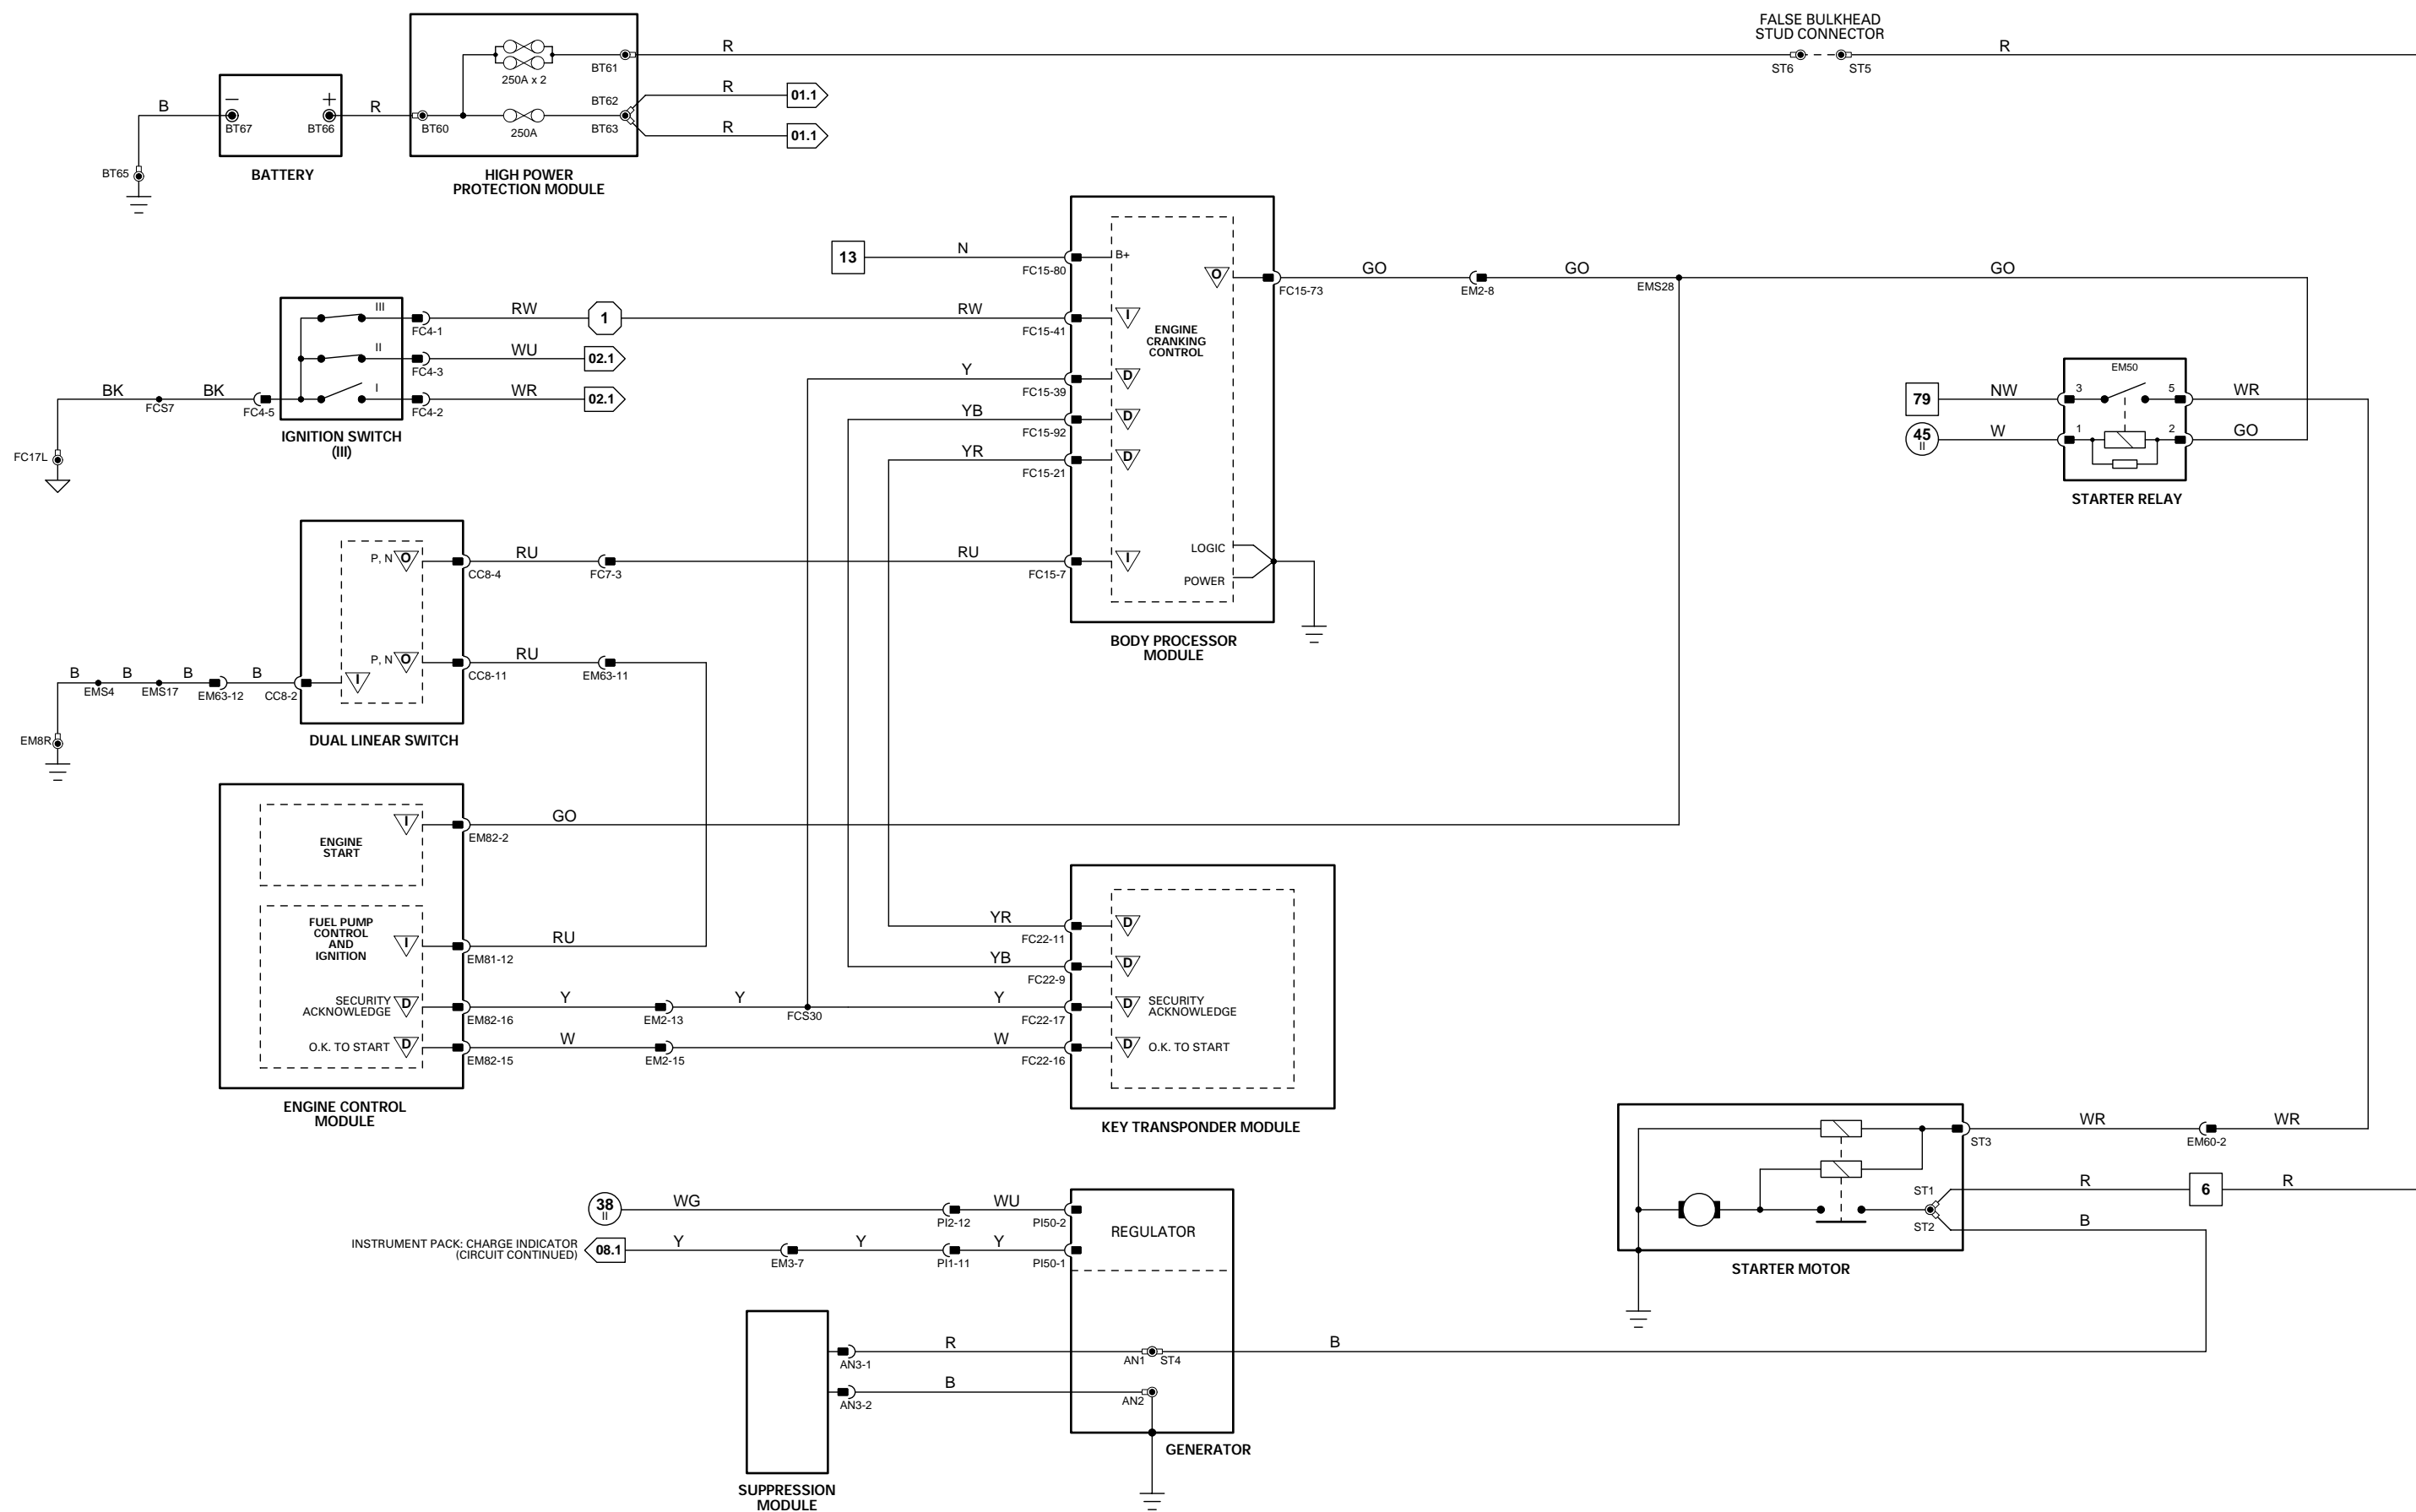 FALSE BULKHEAD
STUD CONNECTOR
R
R
ST6
ST5
250A x 2
BT61
BT62
R
01.1
B
−
+
R
BT67
BT66
BT60
250A
BT63
R
01.1
BT65
BATTERY
HIGH POWER
PROTECTION MODULE
13
N
FC15-80
B+
O
FC15-73
GO
EM2-8
GO
EMS28
GO
III
FC4-1
RW
1
RW
FC15-41
I
ENGINE
CRANKING
CONTROL
II
FC4-3
WU
02.1
I
FC4-2
WR
02.1
BK
FCS7
BK
FC4-5
FC17L
IGNITION SWITCH
(III)
Y
FC15-39
D
YB
FC15-92
D
YR
FC15-21
D
EM50
79
NW
3
5
WR
45
II
W
1
2
GO
STARTER RELAY
P, N
O
CC8-4
RU
FC7-3
RU
FC15-7
I
LOGIC
POWER
BODY PROCESSOR
MODULE
P, N
O
CC8-11
RU
EM63-11
B
EMS4
B
EMS17
B
EM63-12
B
CC8-2
I
EM8R
DUAL LINEAR SWITCH
ENGINE
START
I
EM82-2
GO
FUEL PUMP
CONTROL
AND
IGNITION
I
EM81-12
RU
SECURITY
ACKNOWLEDGE
D
EM82-16
Y
EM2-13
Y
FCS30
Y
FC22-17
D
SECURITY
ACKNOWLEDGE
O.K. TO START
D
EM82-15
W
EM2-15
W
FC22-16
D
O.K. TO START
YR
FC22-11
D
YB
FC22-9
D
ENGINE CONTROL
MODULE
KEY TRANSPONDER MODULE
ST3
WR
EM60-2
WR
ST1
R
6
R
ST2
B
STARTER MOTOR
38
II
WG
PI2-12
WU
PI50-2
REGULATOR
INSTRUMENT PACK: CHARGE INDICATOR
(CIRCUIT CONTINUED)
08.1
Y
EM3-7
Y
PI1-11
Y
PI50-1
AN3-1
R
AN1
ST4
B
AN3-2
B
AN2
GENERATOR
SUPPRESSION
MODULE